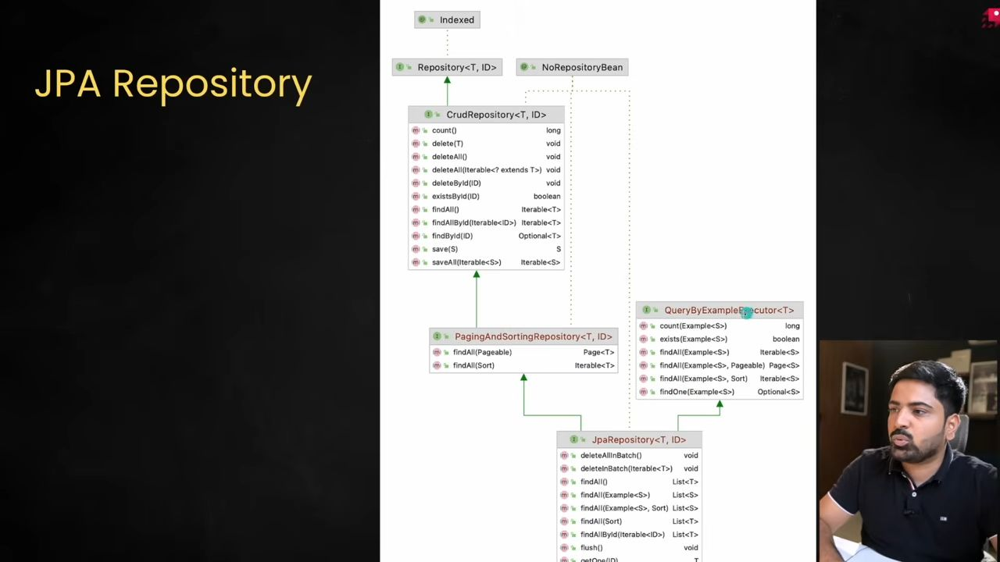 JPA Repository
Indexed
Repository<T, ID>
NoRepositoryBean
CrudRepository<T, ID>
count() long
delete(T) void
deleteAll() void
deleteAll(Iterable<? extends T>) void
deleteById(ID) void
existsById(ID) boolean
findAll() Iterable<T>
findAllById(Iterable<ID>) Iterable<T>
findById(ID) Optional<T>
save(S) S
saveAll(Iterable<S>) Iterable<S>
PagingAndSortingRepository<T, ID>
findAll(Pageable) Page<T>
findAll(Sort) Iterable<T>
QueryByExampleExecutor<T>
count(Example<S>) long
exists(Example<S>) boolean
findAll(Example<S>) Iterable<S>
findAll(Example<S>, Pageable) Page<S>
findAll(Example<S>, Sort) Iterable<S>
findOne(Example<S>) Optional<S>
JpaRepository<T, ID>
deleteAllInBatch() void
deleteInBatch(Iterable<T>) void
findAll() List<T>
findAll(Example<S>) List<S>
findAll(Example<S>, Sort) List<S>
findAll(Sort) List<T>
findAllById(Iterable<ID>) List<T>
flush() void
getOne(ID) T